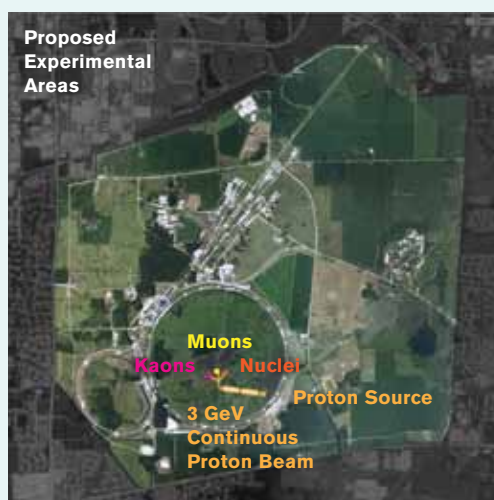 Proposed
Experimental
Areas
Muons
Kaons Nuclei
Proton Source
3 GeV
Continuous
Proton Beam